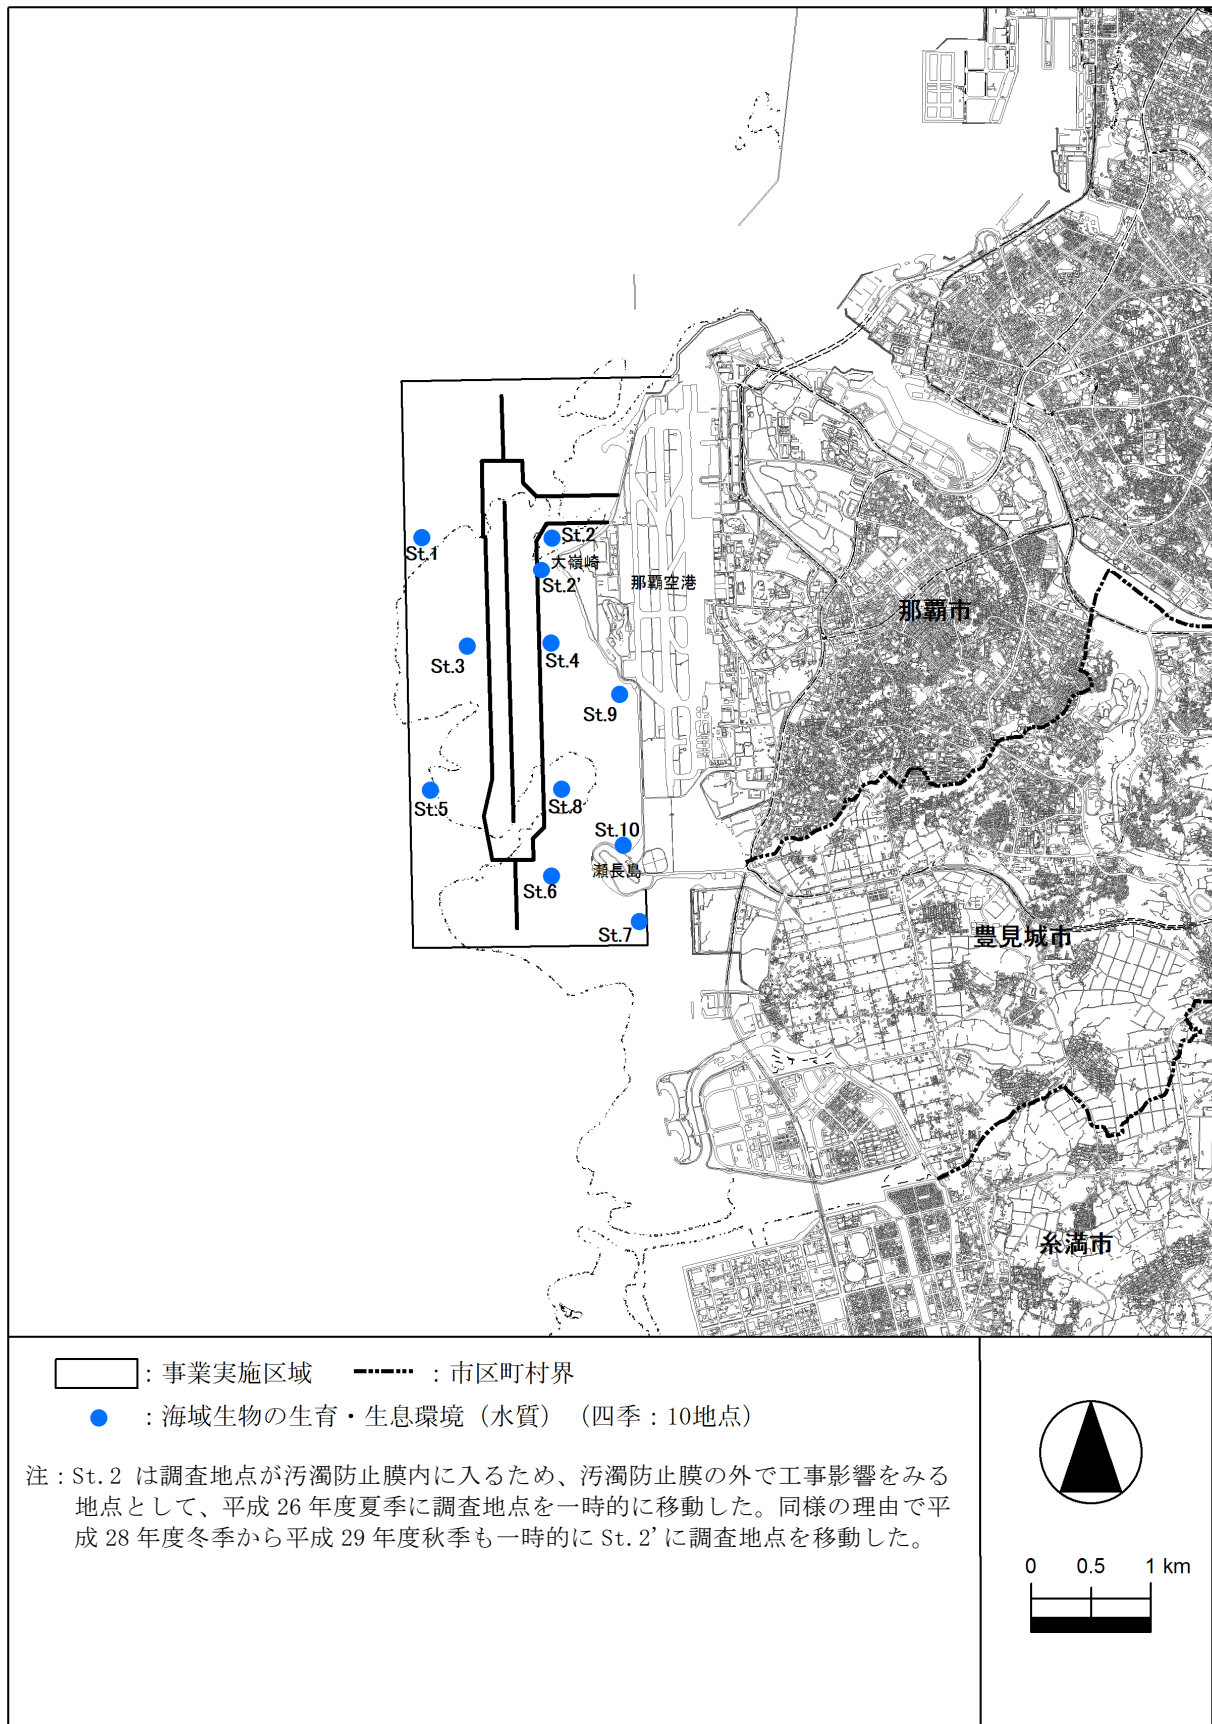 St.1
St.2
大嶺崎
St.2'
那覇空港
那覇市
St.3
St.4
St.9
St.5
St.8
St.10
瀬長島
St.6
St.7
豊見城市
糸満市
：事業実施区域 ：市区町村界
：海域生物の生育・生息環境（水質）（四季：10地点）
注：St.2 は調査地点が汚濁防止膜内に入るため、汚濁防止膜の外で工事影響をみる
地点として、平成 26 年度夏季に調査地点を一時的に移動した。同様の理由で平
成 28 年度冬季から平成 29 年度秋季も一時的に St.2’に調査地点を移動した。
0 0.5 1 km